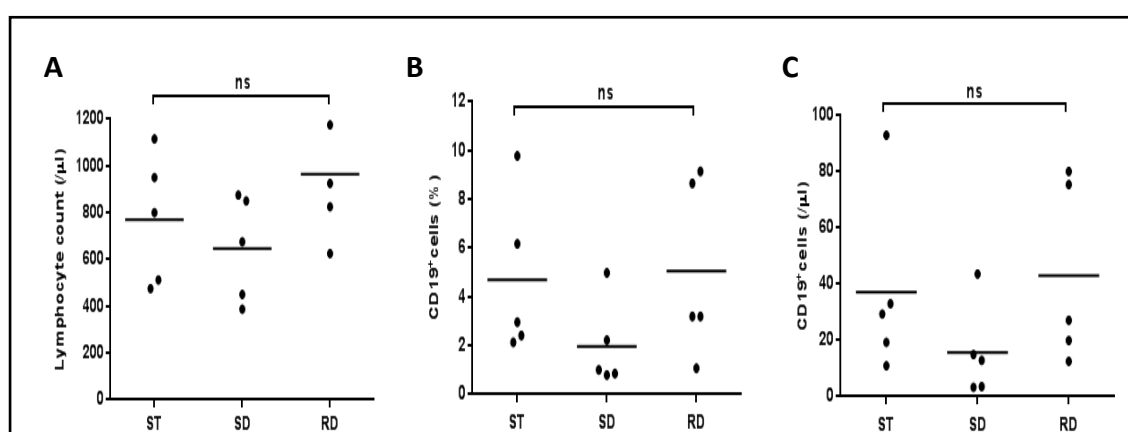 A
ns
Lymphocyte count (/µl)
1200
1000
800
600
400
200
0
ST SD RD
B
ns
CD19+cells (%)
12
10
8
6
4
2
0
ST SD RD
C
ns
CD19+cells (/µl)
100
80
60
40
20
0
ST SD RD